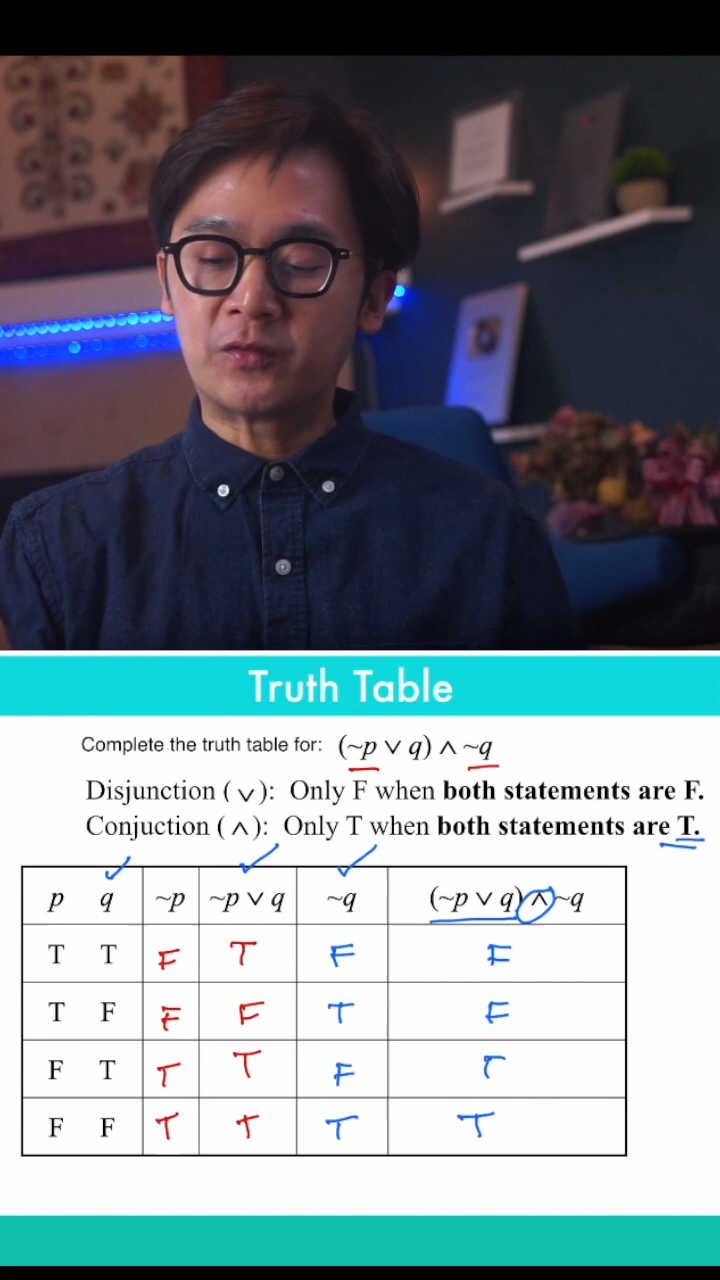 Truth Table
Complete the truth table for: (~p ∨ q) ∧ ~q
Disjunction ( ∨ ): Only F when both statements are F.
Conjuction ( ∧ ): Only T when both statements are T.
p q ~p ~p ∨ q ~q (~p ∨ q) ∧ ~q
T T F T F F
T F F F T F
F T T T F
F F T T T T